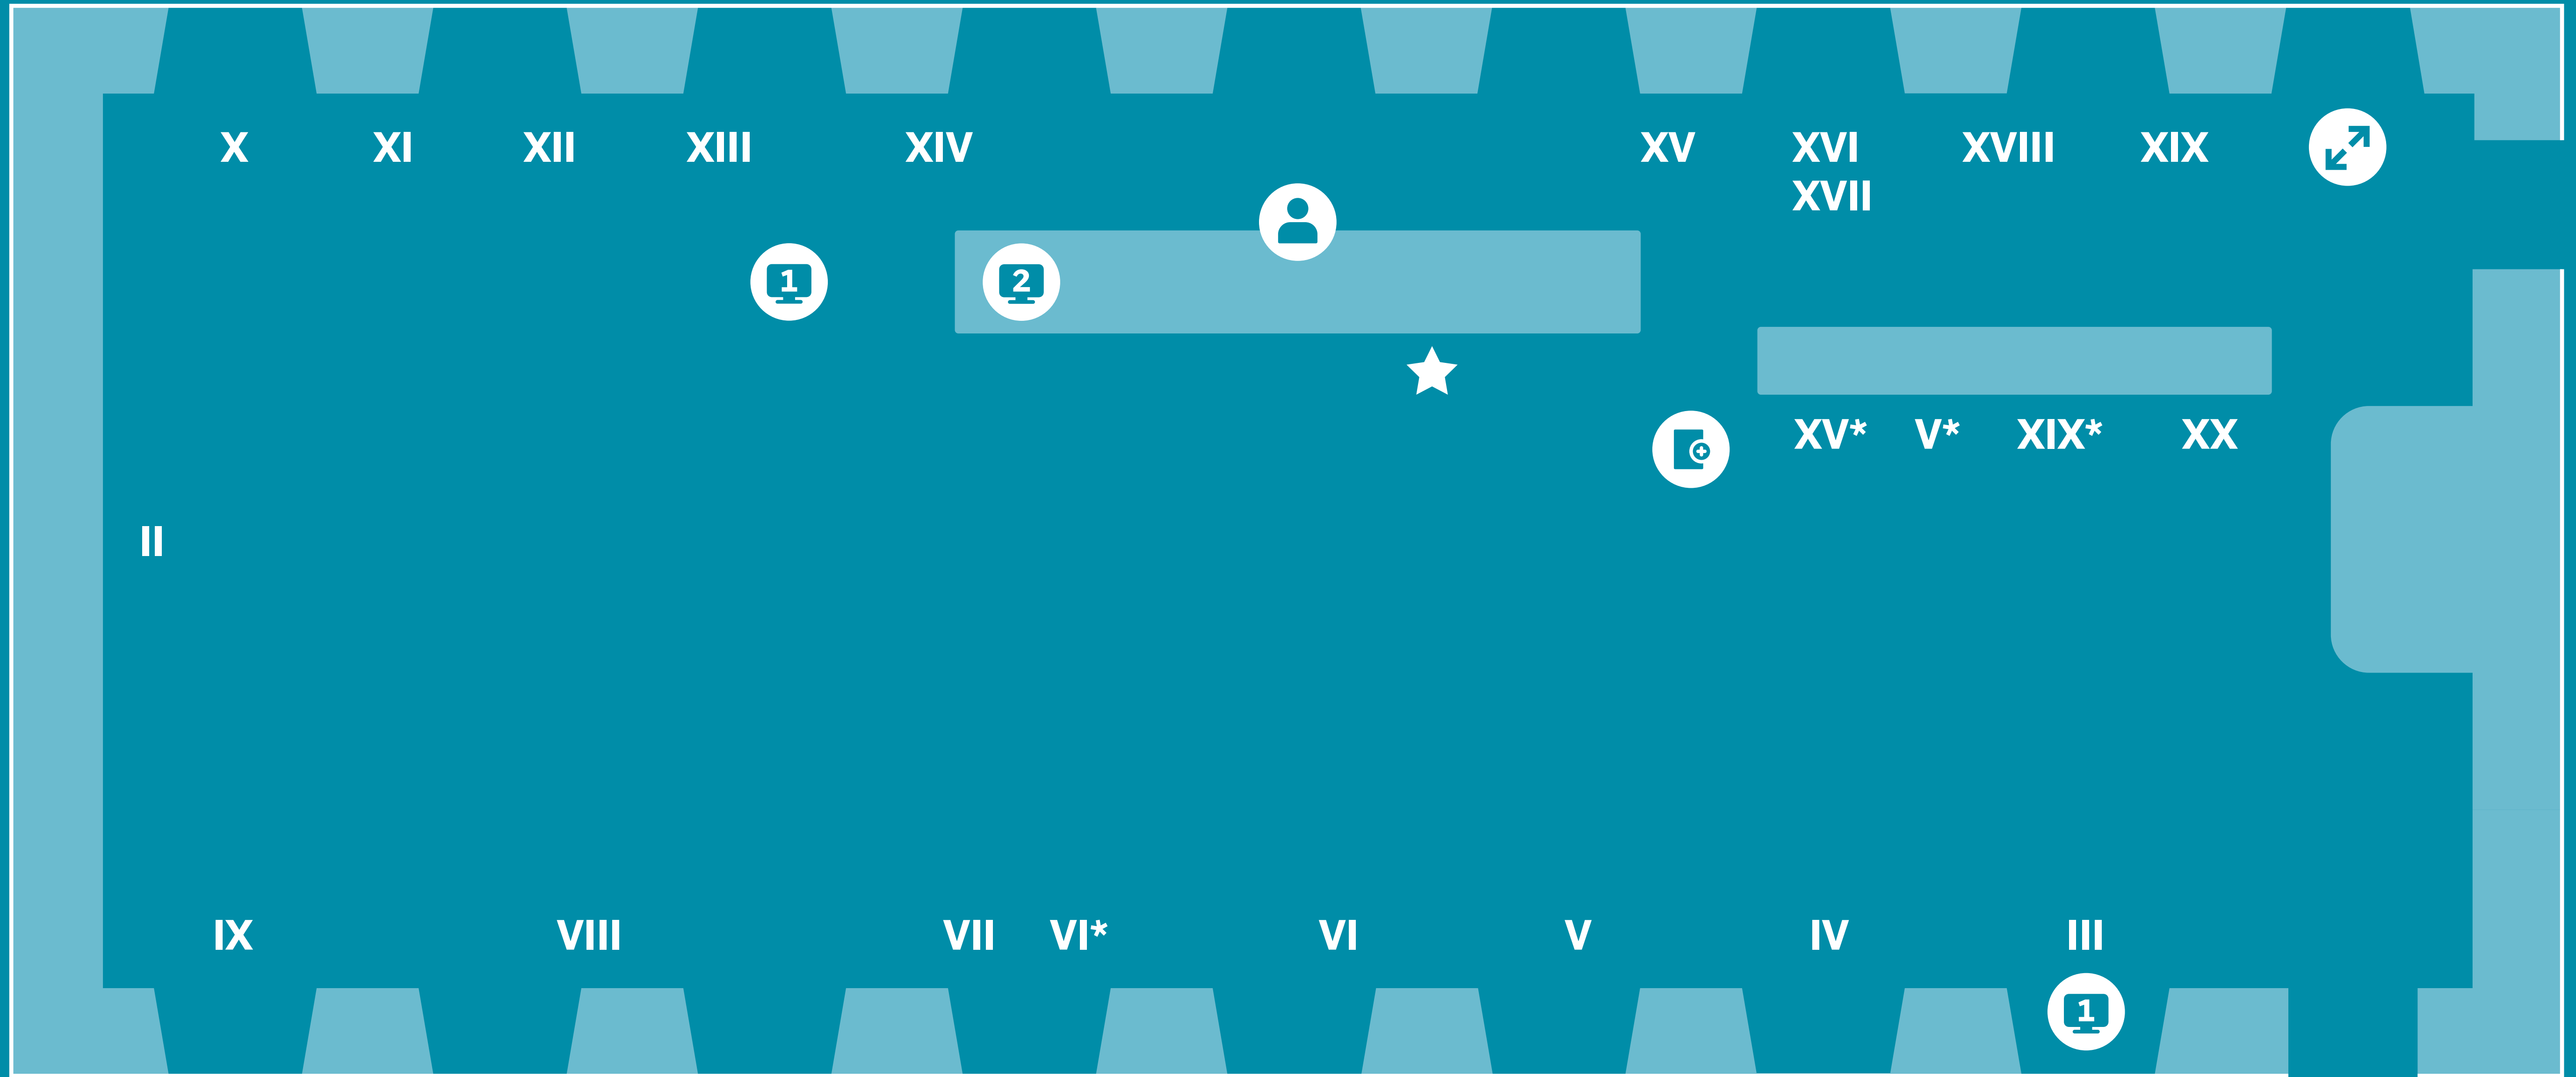 X XI XII XIII XIV XV XVI XVIII XIX
XVII
1 2
XV* V* XIX* XX
II
IX VIII VII VI* VI V IV III
1